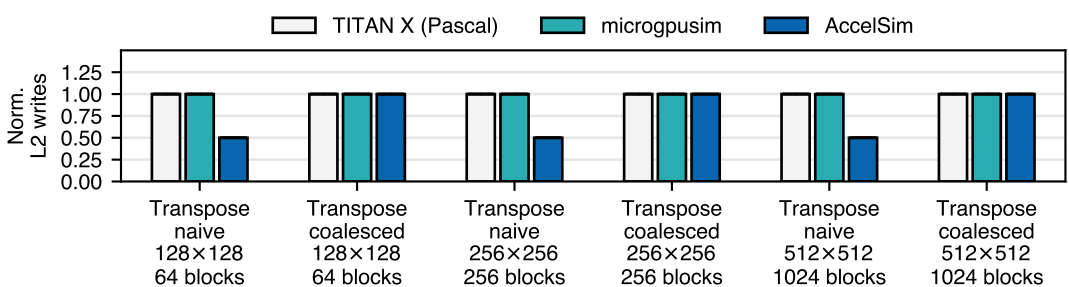 TITAN X (Pascal) microgpusim AccelSim
Norm.
L2 writes
1.25
1.00
0.75
0.50
0.25
0.00
Transpose Transpose Transpose Transpose Transpose Transpose
naive coalesced naive coalesced naive coalesced
128×128 128×128 256×256 256×256 512×512 512×512
64 blocks 64 blocks 256 blocks 256 blocks 1024 blocks 1024 blocks